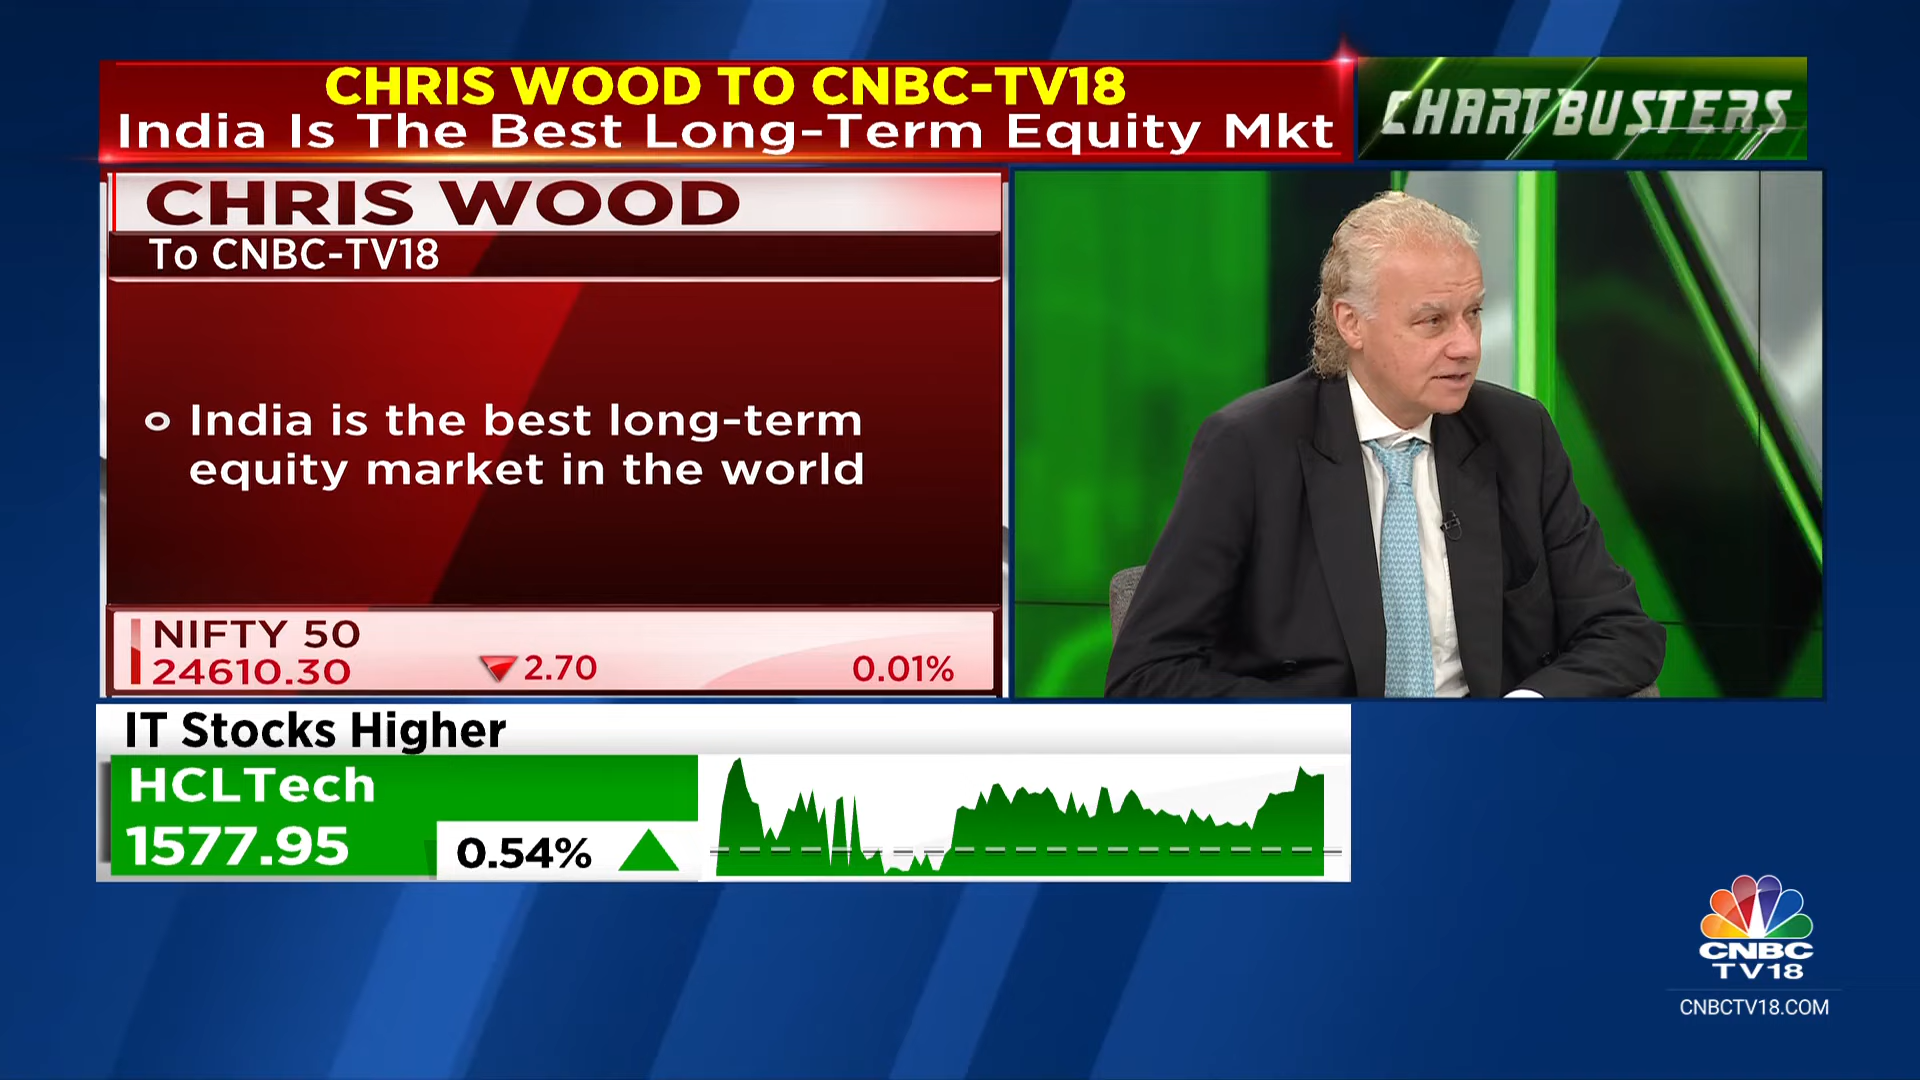 CHRIS WOOD TO CNBC-TV18
India Is The Best Long-Term Equity Mkt
CHARTBUSTERS
CHRIS WOOD
To CNBC-TV18
India is the best long-term
equity market in the world
NIFTY 50
24610.30 2.70 0.01%
IT Stocks Higher
HCLTech
1577.95
0.54%
CNBC
TV18
CNBCTV18.COM